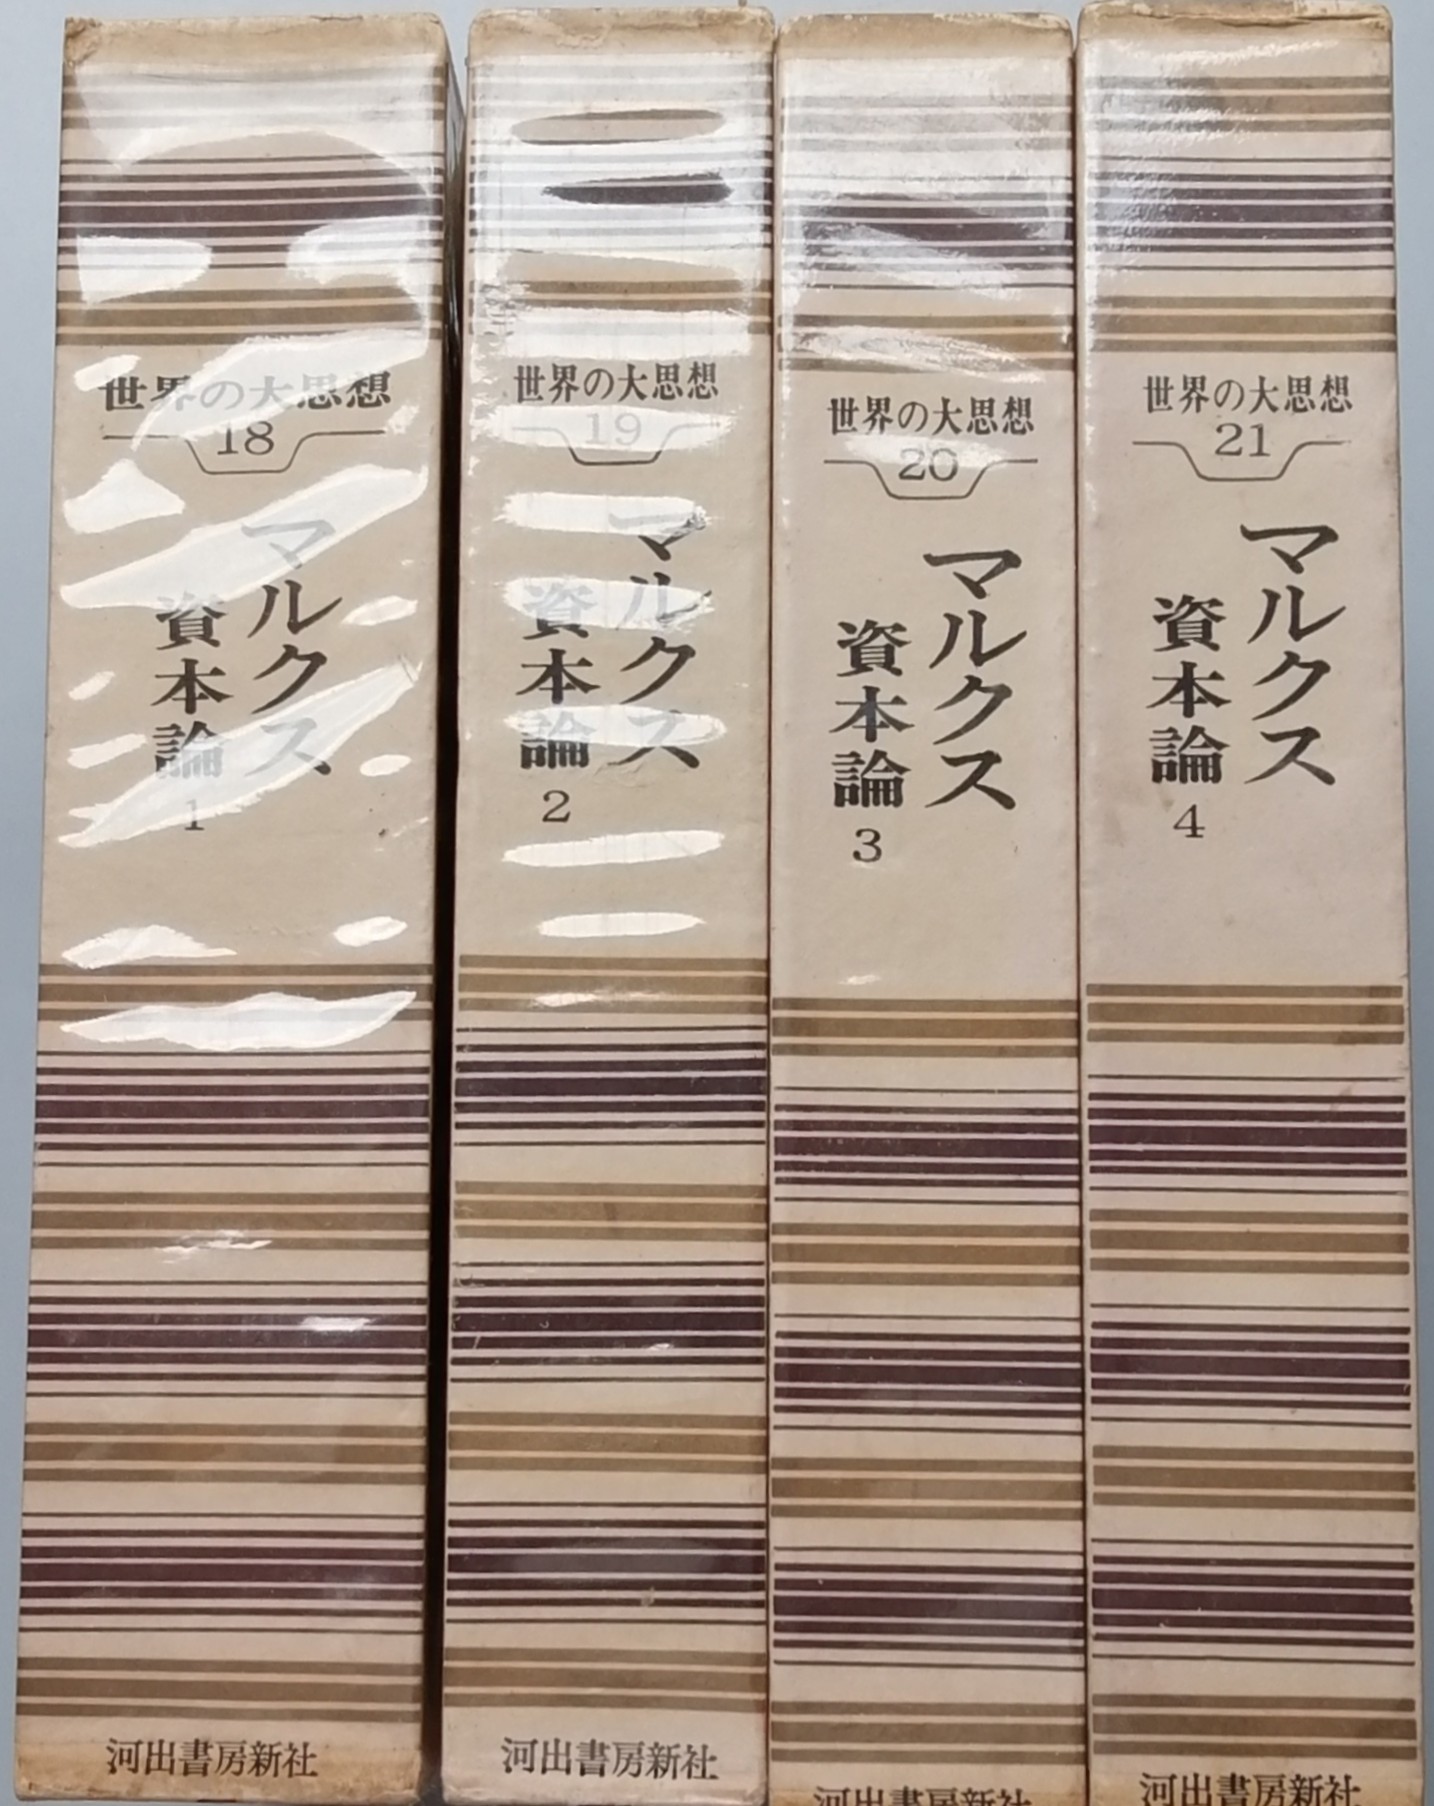 世界の大思想
18
マルクス
資本論
1
河出書房新社
世界の大思想
19
マルクス
資本論
2
河出書房新社
世界の大思想
20
マルクス
資本論
3
河出書房新社
世界の大思想
21
マルクス
資本論
4
河出書房新社